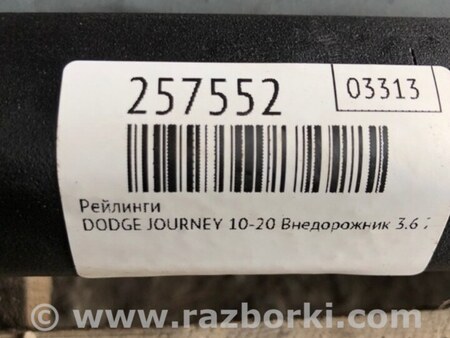 257552
03313
Рейлинги
DODGE JOURNEY 10-20 Внедорожник 3.6
© www.razborki.com